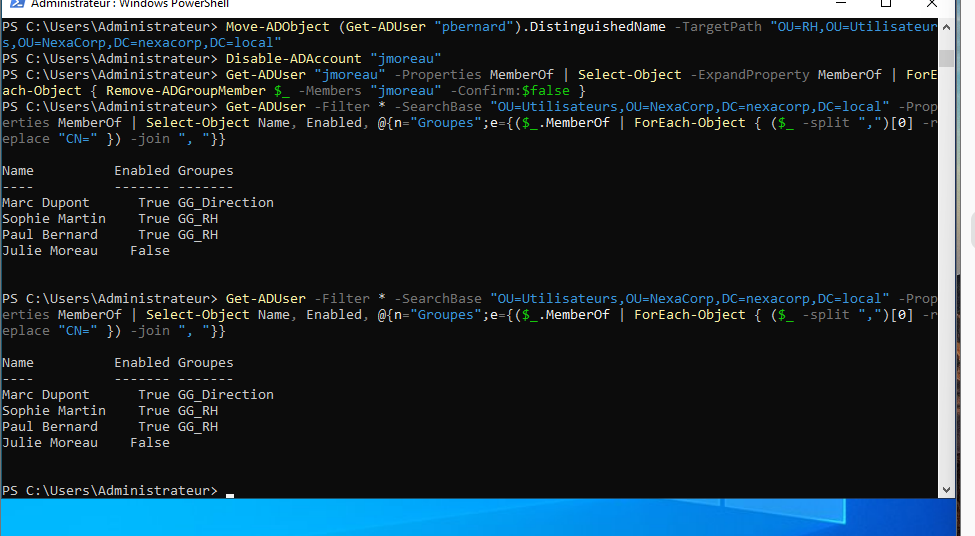 Administrateur : Windows PowerShell
PS C:\Users\Administrateur> Move-ADObject (Get-ADUser "pbernard").DistinguishedName -TargetPath "OU=RH,OU=Utilisateur
s,OU=NexaCorp,DC=nexacorp,DC=local"
PS C:\Users\Administrateur> Disable-ADAccount "jmoreau"
PS C:\Users\Administrateur> Get-ADUser "jmoreau" -Properties MemberOf | Select-Object -ExpandProperty MemberOf | ForE
ach-Object { Remove-ADGroupMember $_ -Members "jmoreau" -Confirm:$false }
PS C:\Users\Administrateur> Get-ADUser -Filter * -SearchBase "OU=Utilisateurs,OU=NexaCorp,DC=nexacorp,DC=local" -Prop
erties MemberOf | Select-Object Name, Enabled, @{n="Groupes";e={($_.MemberOf | ForEach-Object { ($_ -split ",")[0] -r
eplace "CN=" }) -join ", "}}
Name Enabled Groupes
---- ------- -------
Marc Dupont True GG_Direction
Sophie Martin True GG_RH
Paul Bernard True GG_RH
Julie Moreau False
PS C:\Users\Administrateur> Get-ADUser -Filter * -SearchBase "OU=Utilisateurs,OU=NexaCorp,DC=nexacorp,DC=local" -Prop
erties MemberOf | Select-Object Name, Enabled, @{n="Groupes";e={($_.MemberOf | ForEach-Object { ($_ -split ",")[0] -r
eplace "CN=" }) -join ", "}}
Name Enabled Groupes
---- ------- -------
Marc Dupont True GG_Direction
Sophie Martin True GG_RH
Paul Bernard True GG_RH
Julie Moreau False
PS C:\Users\Administrateur>